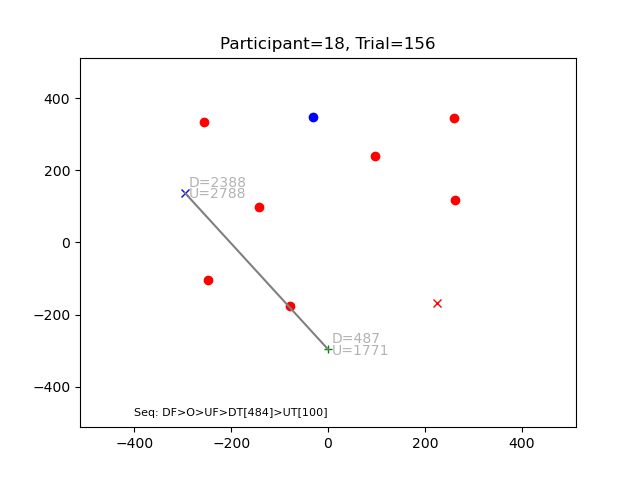 Participant=18, Trial=156
400
200
0
−200
−400
D=2388
U=2788
D=487
U=1771
Seq: DF>O>UF>DT[484]>UT[100]
−400 −200 0 200 400